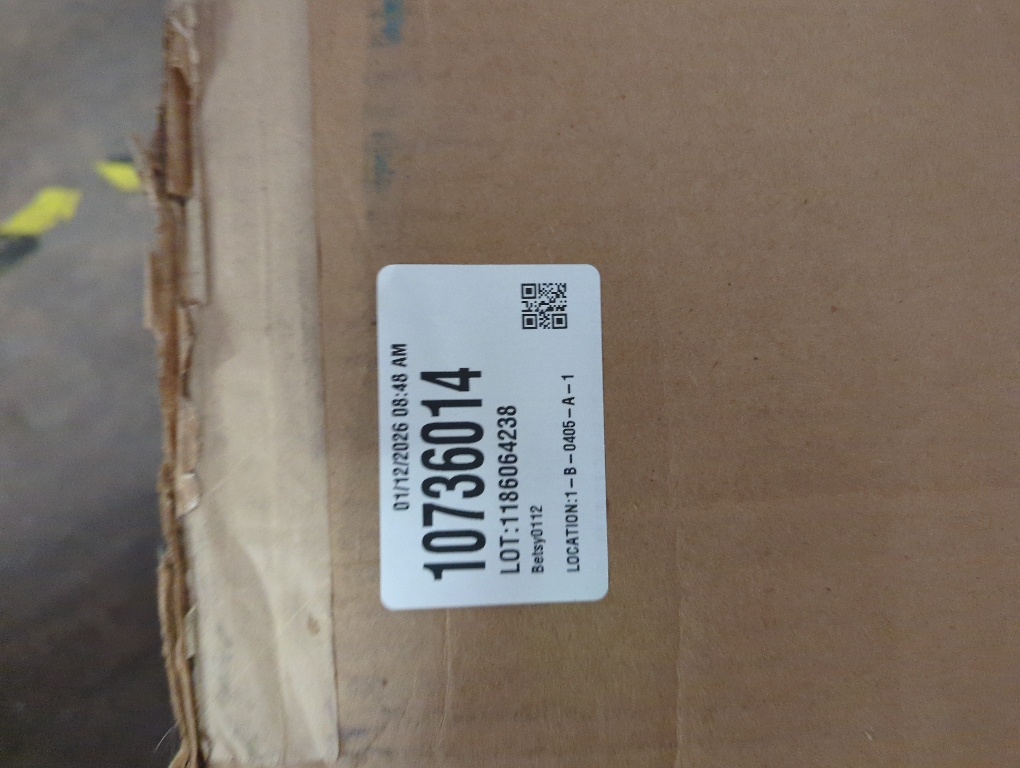 01/12/2026 08:48 AM
10736014
LOT:1186064238
Betsy0112
LOCATION:1-B-0405-A-1